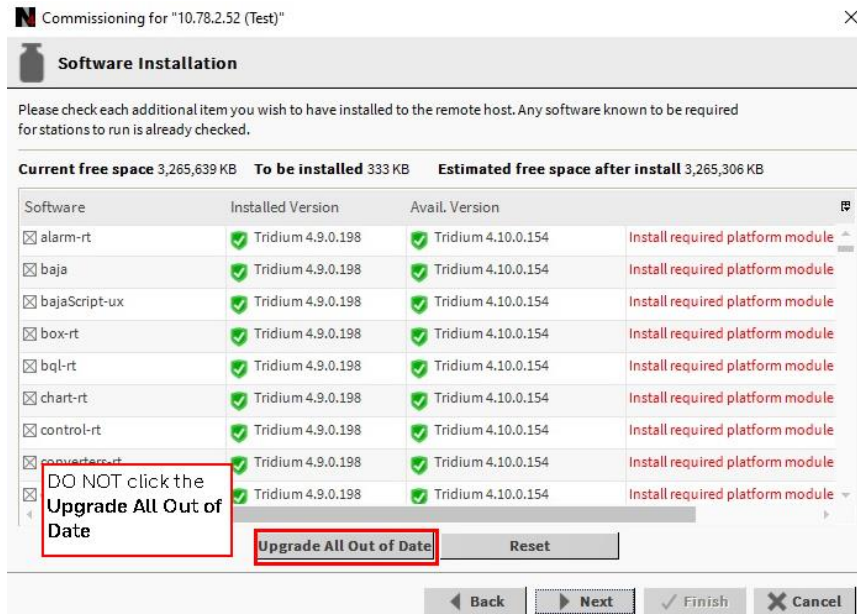 Commissioning for "10.78.2.52 (Test)"
Software Installation
Please check each additional item you wish to have installed to the remote host. Any software known to be required
for stations to run is already checked.
Current free space 3,265,639 KB To be installed 333 KB Estimated free space after install 3,265,306 KB
Software Installed Version Avail. Version
alarm-rt Tridium 4.9.0.198 Tridium 4.10.0.154 Install required platform module
baja Tridium 4.9.0.198 Tridium 4.10.0.154 Install required platform module
bajaScript-ux Tridium 4.9.0.198 Tridium 4.10.0.154 Install required platform module
box-rt Tridium 4.9.0.198 Tridium 4.10.0.154 Install required platform module
bql-rt Tridium 4.9.0.198 Tridium 4.10.0.154 Install required platform module
chart-rt Tridium 4.9.0.198 Tridium 4.10.0.154 Install required platform module
control-rt Tridium 4.9.0.198 Tridium 4.10.0.154 Install required platform module
converters-rt Tridium 4.9.0.198 Tridium 4.10.0.154 Install required platform module
Tridium 4.9.0.198 Tridium 4.10.0.154 Install required platform module
DO NOT click the
Upgrade All Out of
Date
Upgrade All Out of Date Reset
Back Next Finish Cancel